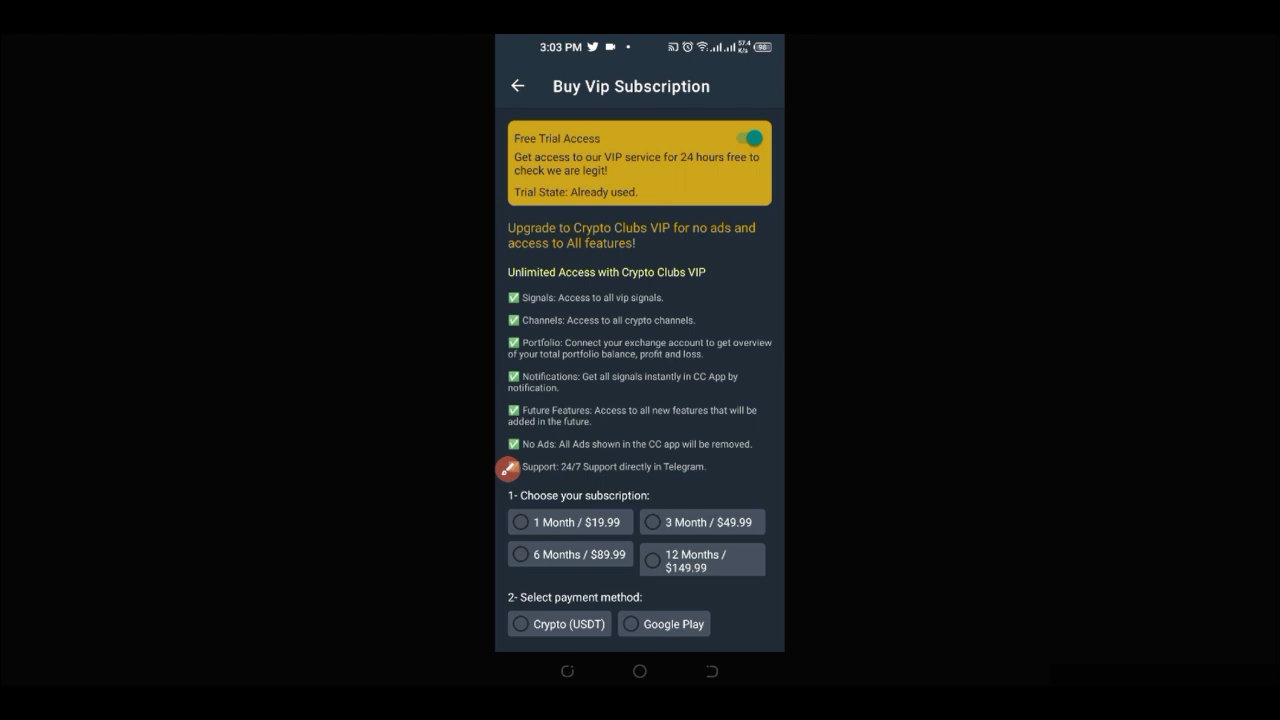 3:03 PM
57.4
K/s
98
Buy Vip Subscription
Free Trial Access
Get access to our VIP service for 24 hours free to
check we are legit!
Trial State: Already used.
Upgrade to Crypto Clubs VIP for no ads and
access to All features!
Unlimited Access with Crypto Clubs VIP
✅ Signals: Access to all vip signals.
✅ Channels: Access to all crypto channels.
✅ Portfolio: Connect your exchange account to get overview
of your total portfolio balance, profit and loss.
✅ Notifications: Get all signals instantly in CC App by
notification.
✅ Future Features: Access to all new features that will be
added in the future.
✅ No Ads: All Ads shown in the CC app will be removed.
Support: 24/7 Support directly in Telegram.
1- Choose your subscription:
1 Month / $19.99
3 Month / $49.99
6 Months / $89.99
12 Months /
$149.99
2- Select payment method:
Crypto (USDT)
Google Play